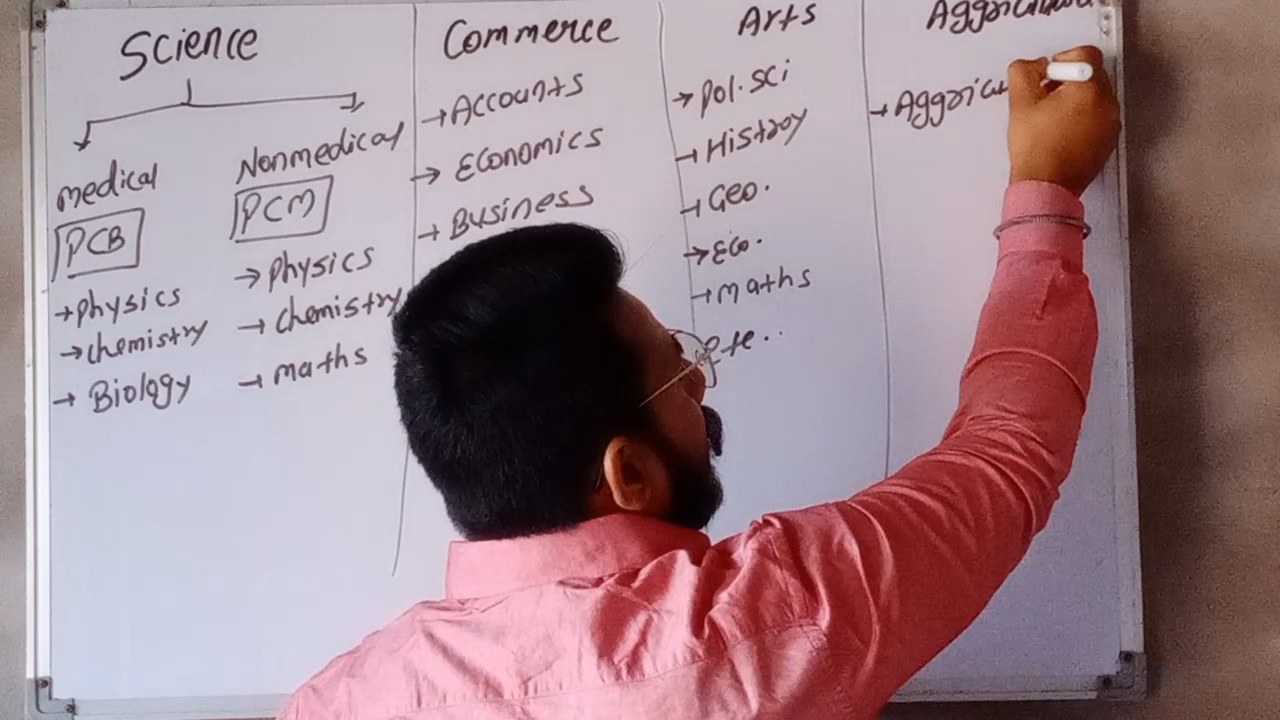 Science
medical
PCB
→ Physics
→ chemistry
→ Biology
Nonmedical
PCM
→ Physics
→ chemistry
→ maths
Commerce
→ Accounts
→ Economics
→ Business
Arts
→ Pol. Sci
→ Histroy
→ Geo.
→ Eco.
→ maths